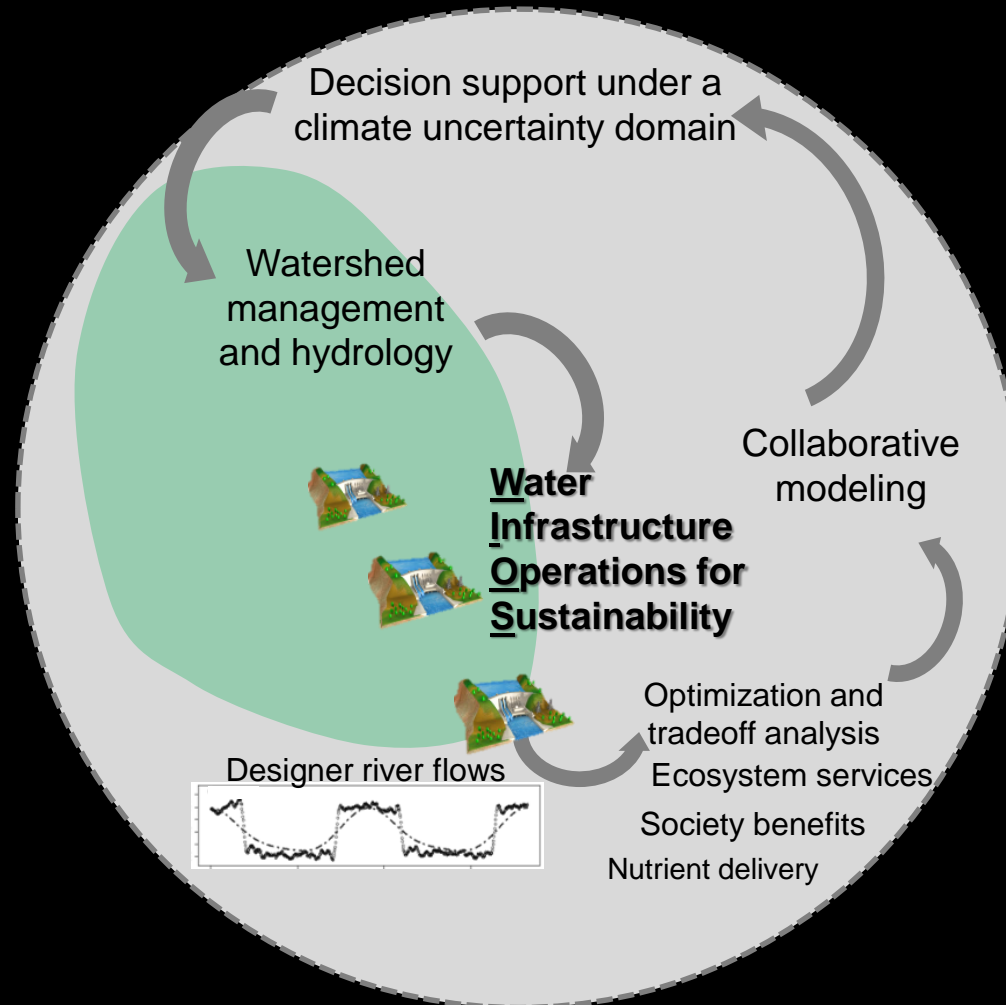 Decision support under a
climate uncertainty domain
Watershed
management
and hydrology
Collaborative
modeling
Water
Infrastructure
Operations for
Sustainability
Optimization and
tradeoff analysis
Ecosystem services
Society benefits
Nutrient delivery
Designer river flows